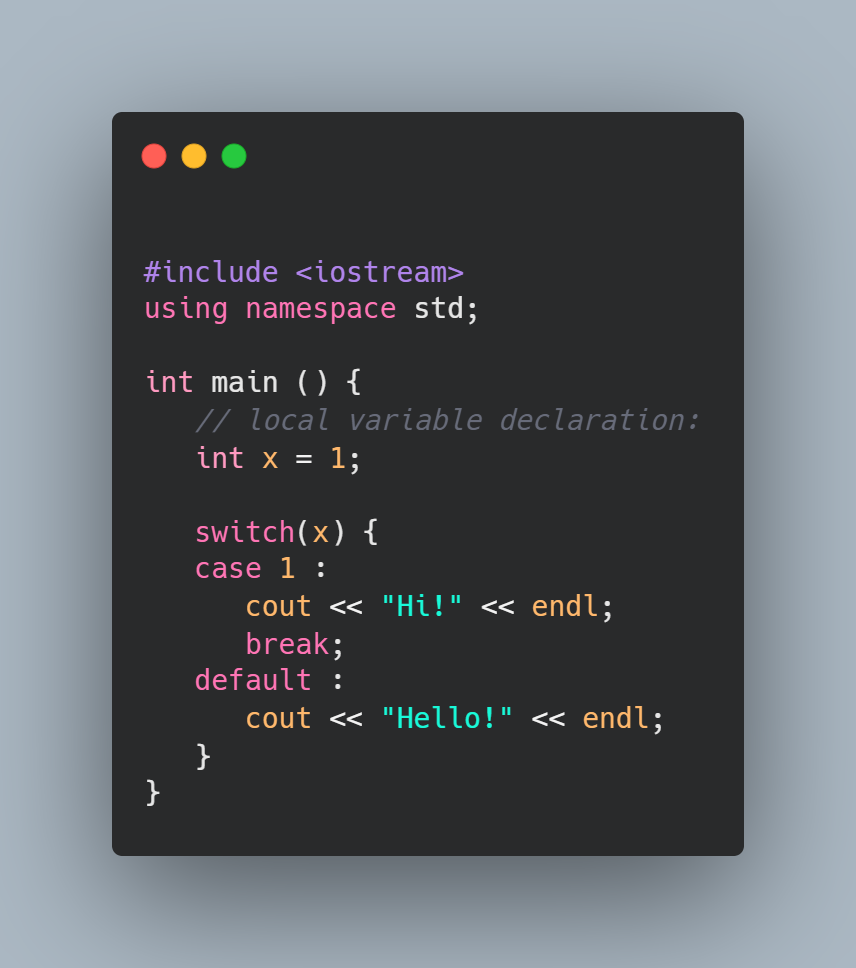 #include <iostream>
using namespace std;

int main () {
   // local variable declaration:
   int x = 1;

   switch(x) {
   case 1 :
      cout << "Hi!" << endl;
      break;
   default :
      cout << "Hello!" << endl;
   }
}